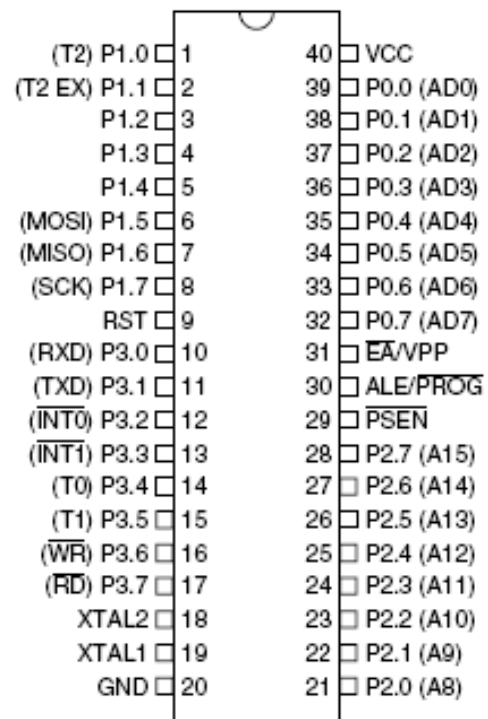 (T2) P1.0 1 40 VCC
(T2 EX) P1.1 2 39 P0.0 (AD0)
P1.2 3 38 P0.1 (AD1)
P1.3 4 37 P0.2 (AD2)
P1.4 5 36 P0.3 (AD3)
(MOSI) P1.5 6 35 P0.4 (AD4)
(MISO) P1.6 7 34 P0.5 (AD5)
(SCK) P1.7 8 33 P0.6 (AD6)
RST 9 32 P0.7 (AD7)
(RXD) P3.0 10 31 E̅A̅/VPP
(TXD) P3.1 11 30 ALE/P̅R̅O̅G̅
(I̅N̅T̅0̅) P3.2 12 29 P̅S̅E̅N̅
(I̅N̅T̅1̅) P3.3 13 28 P2.7 (A15)
(T0) P3.4 14 27 P2.6 (A14)
(T1) P3.5 15 26 P2.5 (A13)
(W̅R̅) P3.6 16 25 P2.4 (A12)
(R̅D̅) P3.7 17 24 P2.3 (A11)
XTAL2 18 23 P2.2 (A10)
XTAL1 19 22 P2.1 (A9)
GND 20 21 P2.0 (A8)